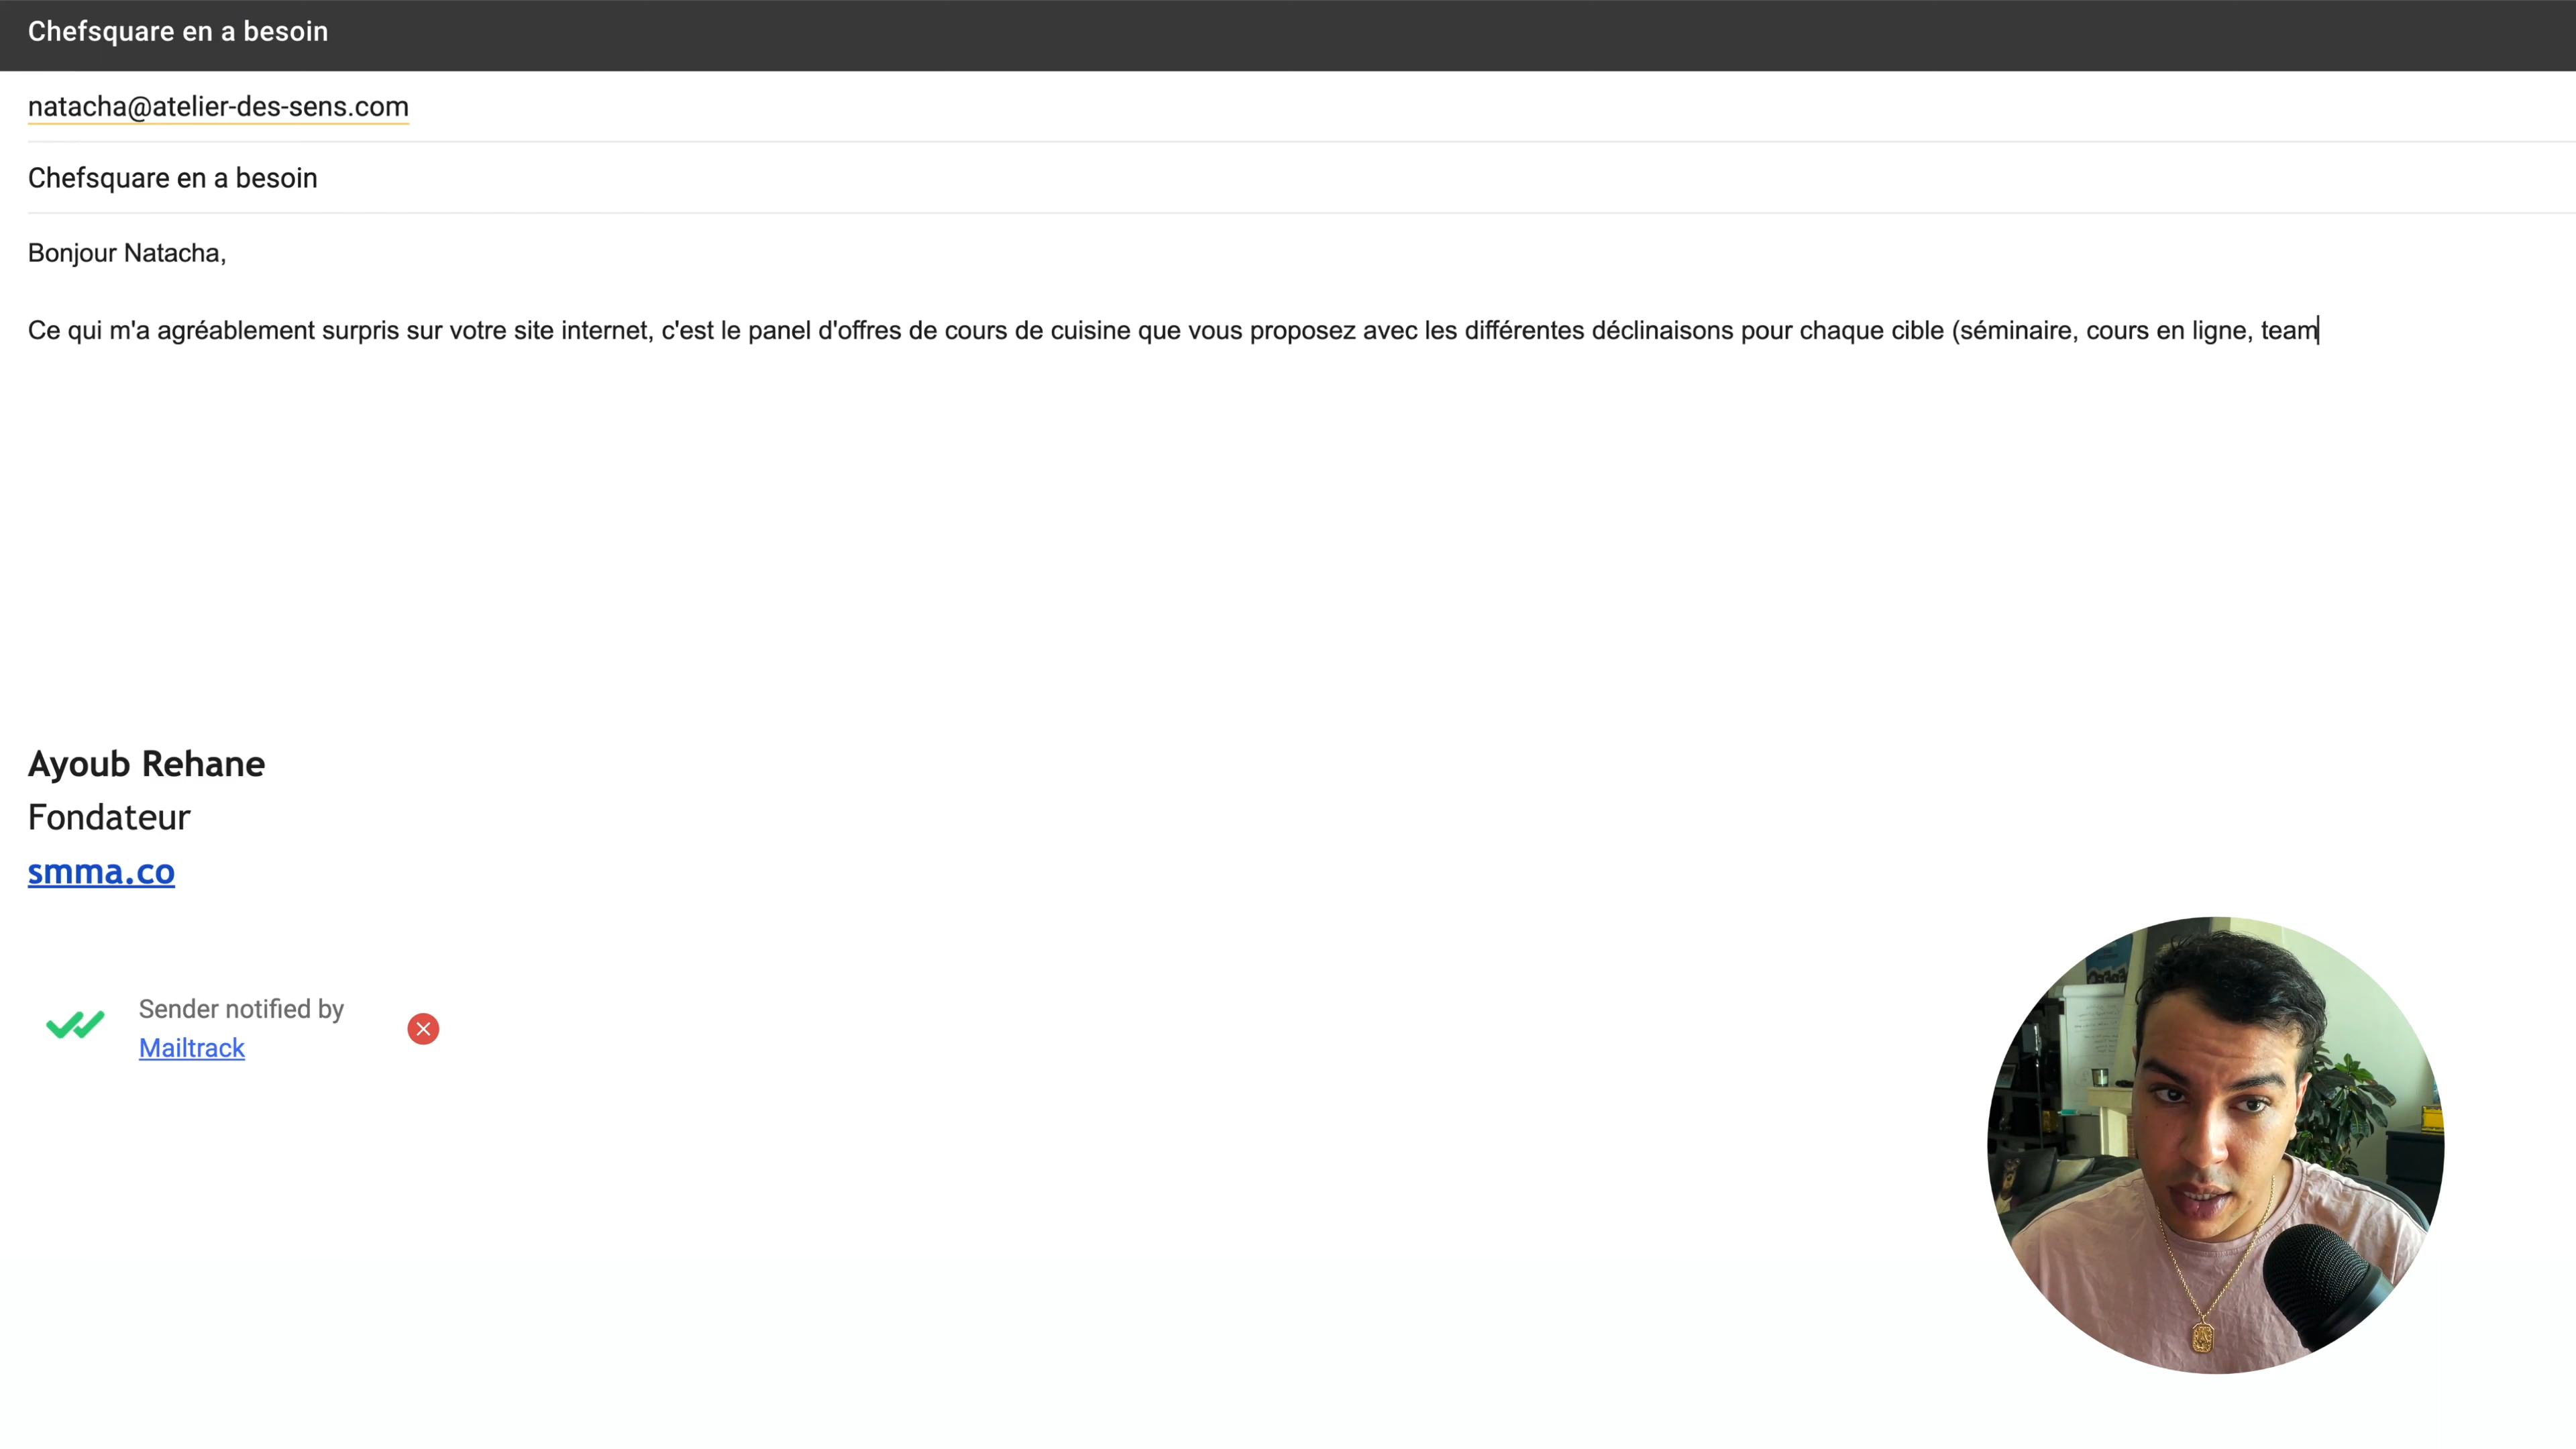 Chefsquare en a besoin
natacha@atelier-des-sens.com
Chefsquare en a besoin
Bonjour Natacha,
Ce qui m'a agréablement surpris sur votre site internet, c'est le panel d'offres de cours de cuisine que vous proposez avec les différentes déclinaisons pour chaque cible (séminaire, cours en ligne, team
Ayoub Rehane
Fondateur
smma.co
Sender notified by
Mailtrack